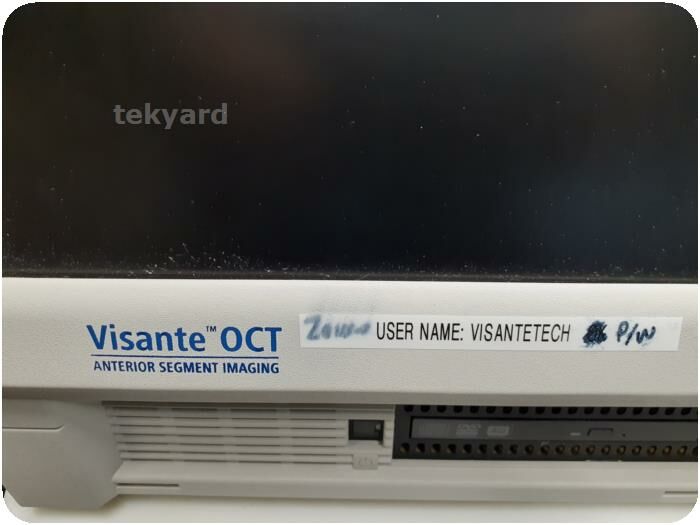 tekyard
Visante™ OCT
ANTERIOR SEGMENT IMAGING
USER NAME: VISANTETECH P/W